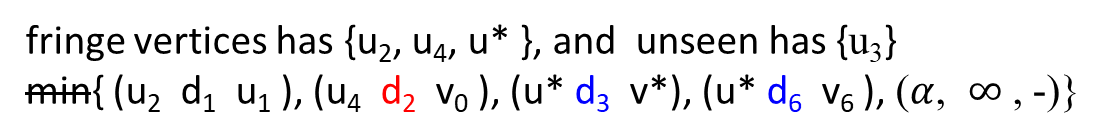 fringe vertices has {u₂, u₄, u* }, and unseen has {u₃}
min{ (u₂ d₁ u₁ ), (u₄ d₂ v₀ ), (u* d₃ v*), (u* d₆ v₆ ), (α, ∞ , -)}